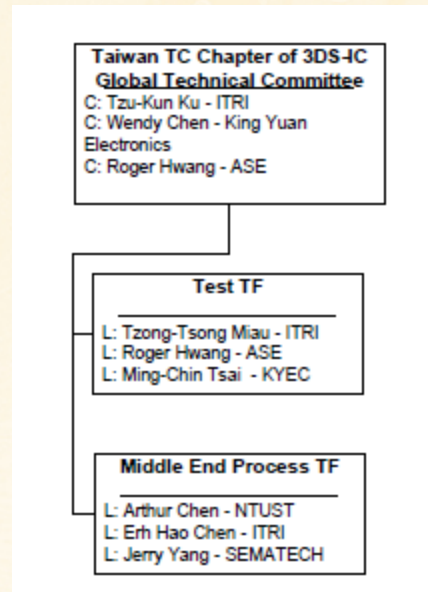 Taiwan TC Chapter of 3DS-IC
Global Technical Committee
C: Tzu-Kun Ku - ITRI
C: Wendy Chen - King Yuan
Electronics
C: Roger Hwang - ASE
Test TF
L: Tzong-Tsong Miau - ITRI
L: Roger Hwang - ASE
L: Ming-Chin Tsai - KYEC
Middle End Process TF
L: Arthur Chen - NTUST
L: Erh Hao Chen - ITRI
L: Jerry Yang - SEMATECH